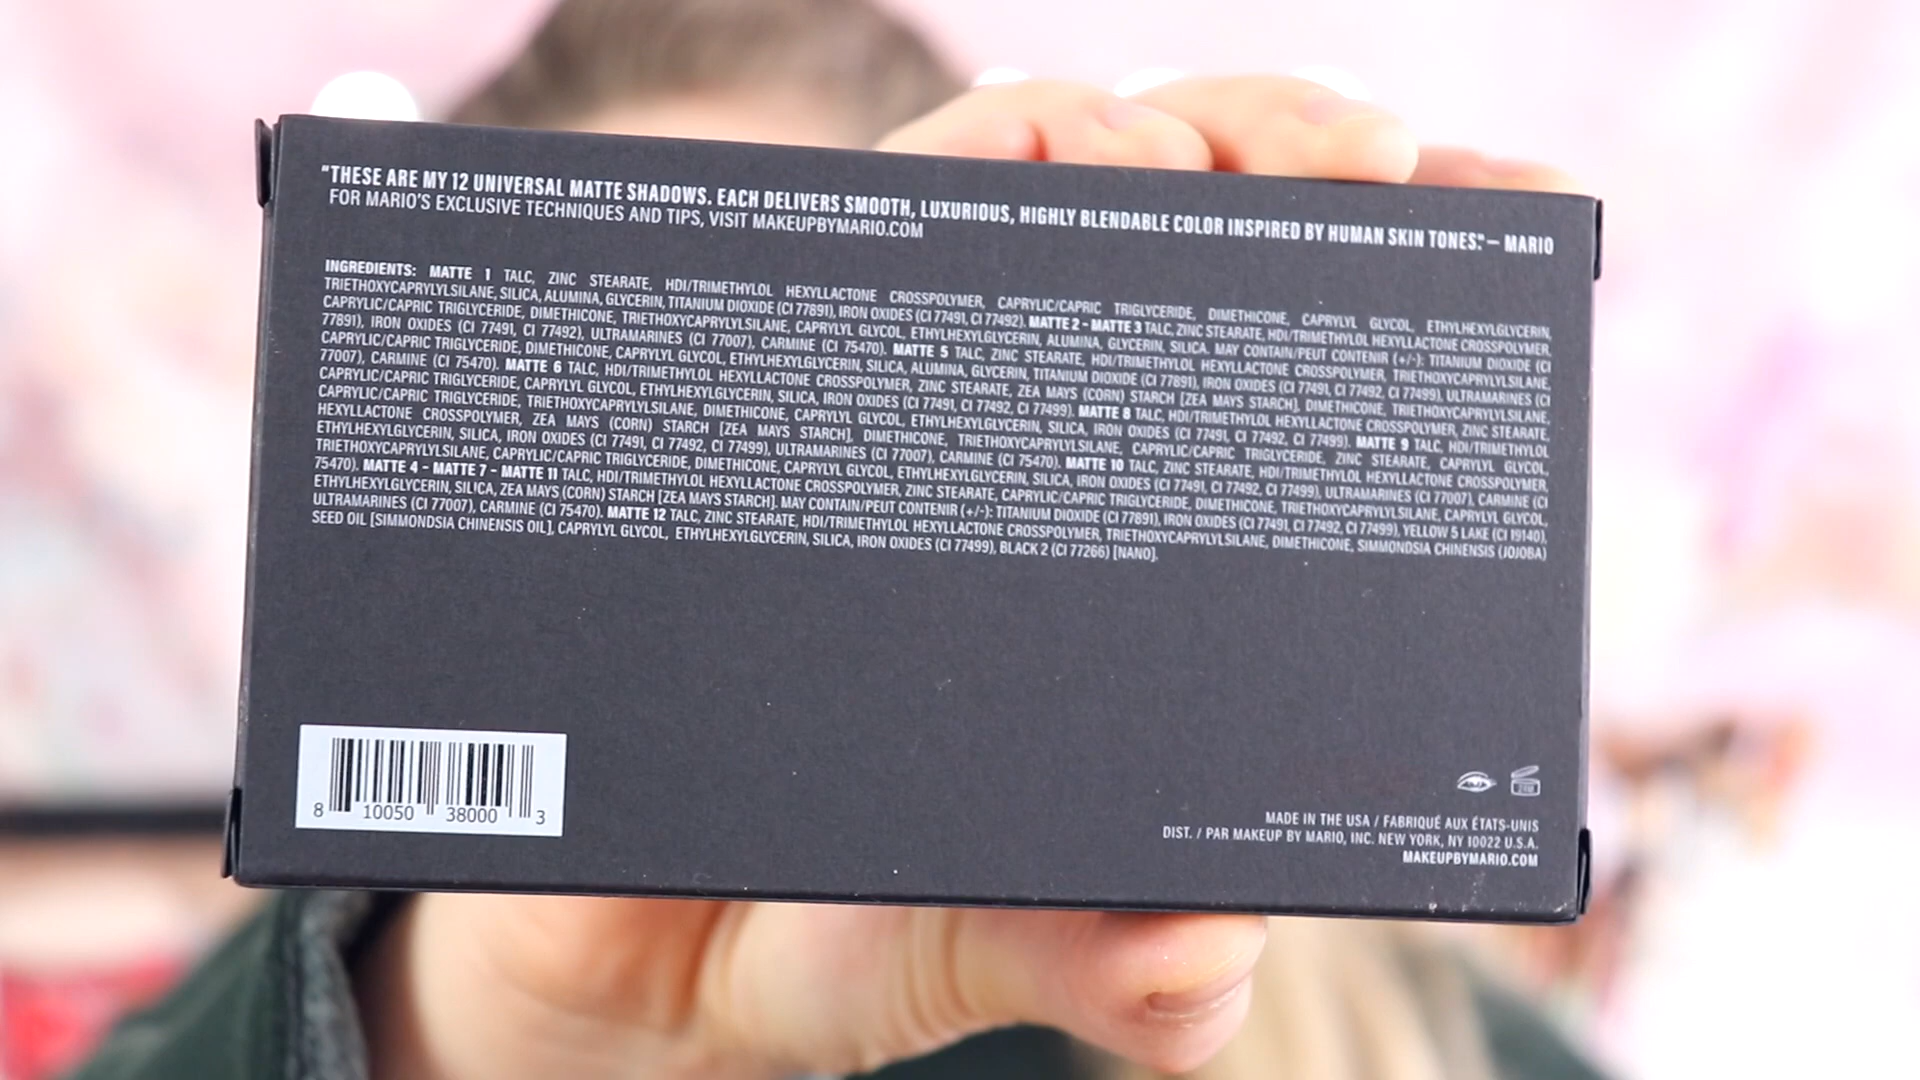 "THESE ARE MY 12 UNIVERSAL MATTE SHADOWS. EACH DELIVERS SMOOTH, LUXURIOUS, HIGHLY BLENDABLE COLOR INSPIRED BY HUMAN SKIN TONES." — MARIO
FOR MARIO'S EXCLUSIVE TECHNIQUES AND TIPS, VISIT MAKEUPBYMARIO.COM
INGREDIENTS: MATTE 1 TALC, ZINC STEARATE, HDI/TRIMETHYLOL HEXYLLACTONE CROSSPOLYMER, CAPRYLIC/CAPRIC TRIGLYCERIDE, DIMETHICONE, CAPRYLYL GLYCOL, ETHYLHEXYLGLYCERIN,
TRIETHOXYCAPRYLYLSILANE, SILICA, ALUMINA, GLYCERIN, TITANIUM DIOXIDE (CI 77891), IRON OXIDES (CI 77491, CI 77492). MATTE 2 - MATTE 3 TALC, ZINC STEARATE, HDI/TRIMETHYLOL HEXYLLACTONE CROSSPOLYMER,
CAPRYLIC/CAPRIC TRIGLYCERIDE, DIMETHICONE, TRIETHOXYCAPRYLYLSILANE, CAPRYLYL GLYCOL, ETHYLHEXYLGLYCERIN, ALUMINA, GLYCERIN, SILICA. MAY CONTAIN/PEUT CONTENIR (+/-): TITANIUM DIOXIDE (CI
77891), IRON OXIDES (CI 77491, CI 77492), ULTRAMARINES (CI 77007), CARMINE (CI 75470). MATTE 5 TALC, ZINC STEARATE, HDI/TRIMETHYLOL HEXYLLACTONE CROSSPOLYMER, TRIETHOXYCAPRYLYLSILANE,
CAPRYLIC/CAPRIC TRIGLYCERIDE, DIMETHICONE, CAPRYLYL GLYCOL, ETHYLHEXYLGLYCERIN, SILICA, ALUMINA, GLYCERIN, TITANIUM DIOXIDE (CI 77891), IRON OXIDES (CI 77491, CI 77492, CI 77499), ULTRAMARINES (CI
77007), CARMINE (CI 75470). MATTE 6 TALC, HDI/TRIMETHYLOL HEXYLLACTONE CROSSPOLYMER, ZINC STEARATE, ZEA MAYS (CORN) STARCH [ZEA MAYS STARCH], DIMETHICONE, TRIETHOXYCAPRYLYLSILANE,
CAPRYLIC/CAPRIC TRIGLYCERIDE, CAPRYLYL GLYCOL, ETHYLHEXYLGLYCERIN, SILICA, IRON OXIDES (CI 77491, CI 77492, CI 77499). MATTE 8 TALC, HDI/TRIMETHYLOL HEXYLLACTONE CROSSPOLYMER, ZINC STEARATE,
CAPRYLIC/CAPRIC TRIGLYCERIDE, TRIETHOXYCAPRYLYLSILANE, DIMETHICONE, CAPRYLYL GLYCOL, ETHYLHEXYLGLYCERIN, SILICA, IRON OXIDES (CI 77491, CI 77492, CI 77499). MATTE 9 TALC, HDI/TRIMETHYLOL
HEXYLLACTONE CROSSPOLYMER, ZEA MAYS (CORN) STARCH [ZEA MAYS STARCH], DIMETHICONE, TRIETHOXYCAPRYLYLSILANE, CAPRYLIC/CAPRIC TRIGLYCERIDE, ZINC STEARATE, CAPRYLYL GLYCOL,
ETHYLHEXYLGLYCERIN, SILICA, IRON OXIDES (CI 77491, CI 77492, CI 77499), ULTRAMARINES (CI 77007), CARMINE (CI 75470). MATTE 10 TALC, ZINC STEARATE, HDI/TRIMETHYLOL HEXYLLACTONE CROSSPOLYMER,
TRIETHOXYCAPRYLYLSILANE, CAPRYLIC/CAPRIC TRIGLYCERIDE, DIMETHICONE, CAPRYLYL GLYCOL, ETHYLHEXYLGLYCERIN, SILICA, IRON OXIDES (CI 77491, CI 77492, CI 77499), ULTRAMARINES (CI 77007), CARMINE (CI
75470). MATTE 4 - MATTE 7 - MATTE 11 TALC, HDI/TRIMETHYLOL HEXYLLACTONE CROSSPOLYMER, ZINC STEARATE, CAPRYLIC/CAPRIC TRIGLYCERIDE, DIMETHICONE, TRIETHOXYCAPRYLYLSILANE, CAPRYLYL GLYCOL,
ETHYLHEXYLGLYCERIN, SILICA, ZEA MAYS (CORN) STARCH [ZEA MAYS STARCH]. MAY CONTAIN/PEUT CONTENIR (+/-): TITANIUM DIOXIDE (CI 77891), IRON OXIDES (CI 77491, CI 77492, CI 77499), YELLOW 5 LAKE (CI 19140),
ULTRAMARINES (CI 77007), CARMINE (CI 75470). MATTE 12 TALC, ZINC STEARATE, HDI/TRIMETHYLOL HEXYLLACTONE CROSSPOLYMER, TRIETHOXYCAPRYLYLSILANE, DIMETHICONE, SIMMONDSIA CHINENSIS (JOJOBA)
SEED OIL [SIMMONDSIA CHINENSIS OIL], CAPRYLYL GLYCOL, ETHYLHEXYLGLYCERIN, SILICA, IRON OXIDES (CI 77499), BLACK 2 (CI 77266) [NANO].
8 10050 38000 3
MADE IN THE USA / FABRIQUÉ AUX ÉTATS-UNIS
DIST. / PAR MAKEUP BY MARIO, INC. NEW YORK, NY 10022 U.S.A.
MAKEUPBYMARIO.COM